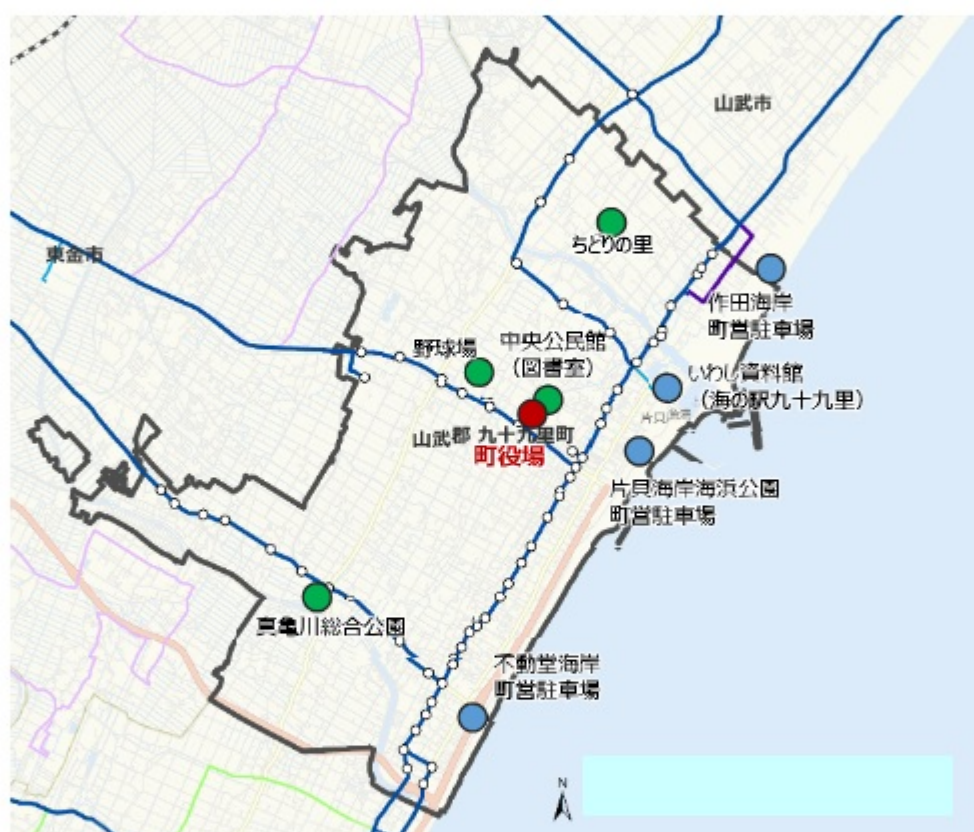 山武市
東金市
ちとりの里
作田海岸
町営駐車場
野球場
中央公民館
（図書室）
いわし資料館
（海の駅九十九里）
片貝漁港
山武郡 九十九里町
町役場
片貝海岸海浜公園
町営駐車場
真亀川総合公園
不動堂海岸
町営駐車場
N